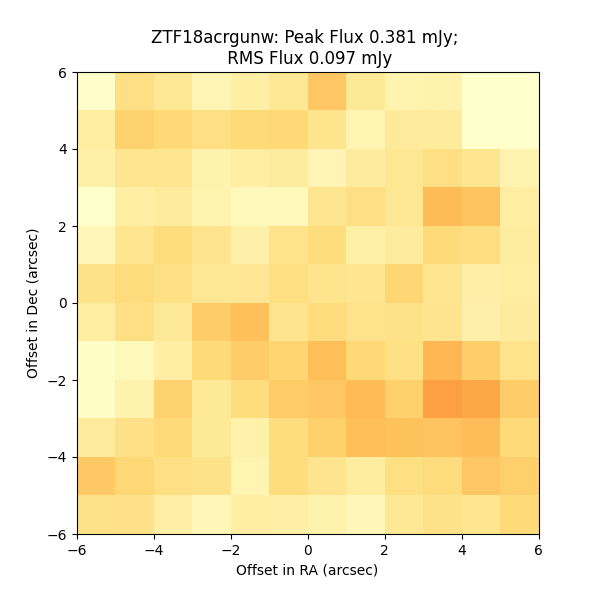 ZTF18acrgunw: Peak Flux 0.381 mJy;
RMS Flux 0.097 mJy
6
4
2
0
−2
−4
−6
Offset in Dec (arcsec)
−6 −4 −2 0 2 4 6
Offset in RA (arcsec)